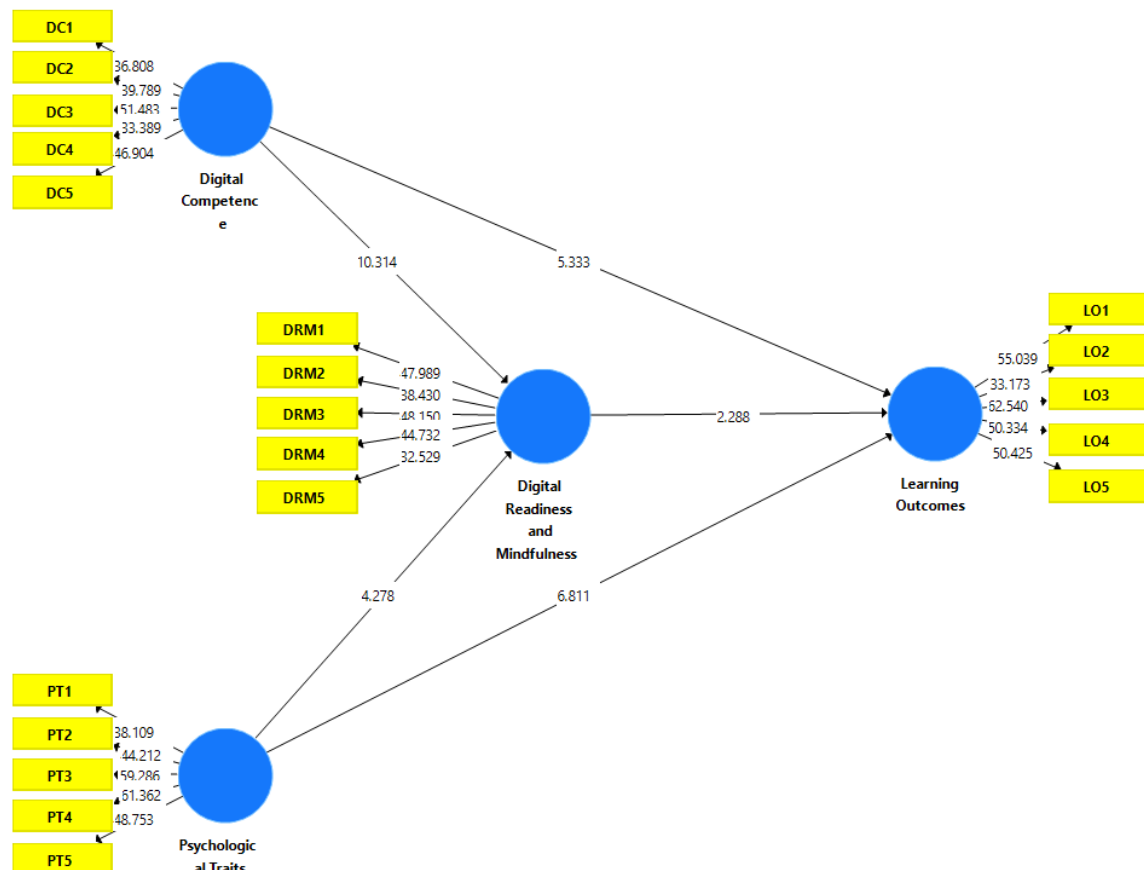 DC1
DC2
DC3
DC4
DC5
36.808
39.789
51.483
33.389
46.904
Digital
Competenc
e
10.314
5.333
DRM1
DRM2
DRM3
DRM4
DRM5
47.989
38.430
48.150
44.732
32.529
Digital
Readiness
and
Mindfulness
2.288
LO1
LO2
LO3
LO4
LO5
55.039
33.173
62.540
50.334
50.425
Learning
Outcomes
4.278
6.811
PT1
PT2
PT3
PT4
PT5
38.109
44.212
59.286
61.362
48.753
Psychologic
al Traits